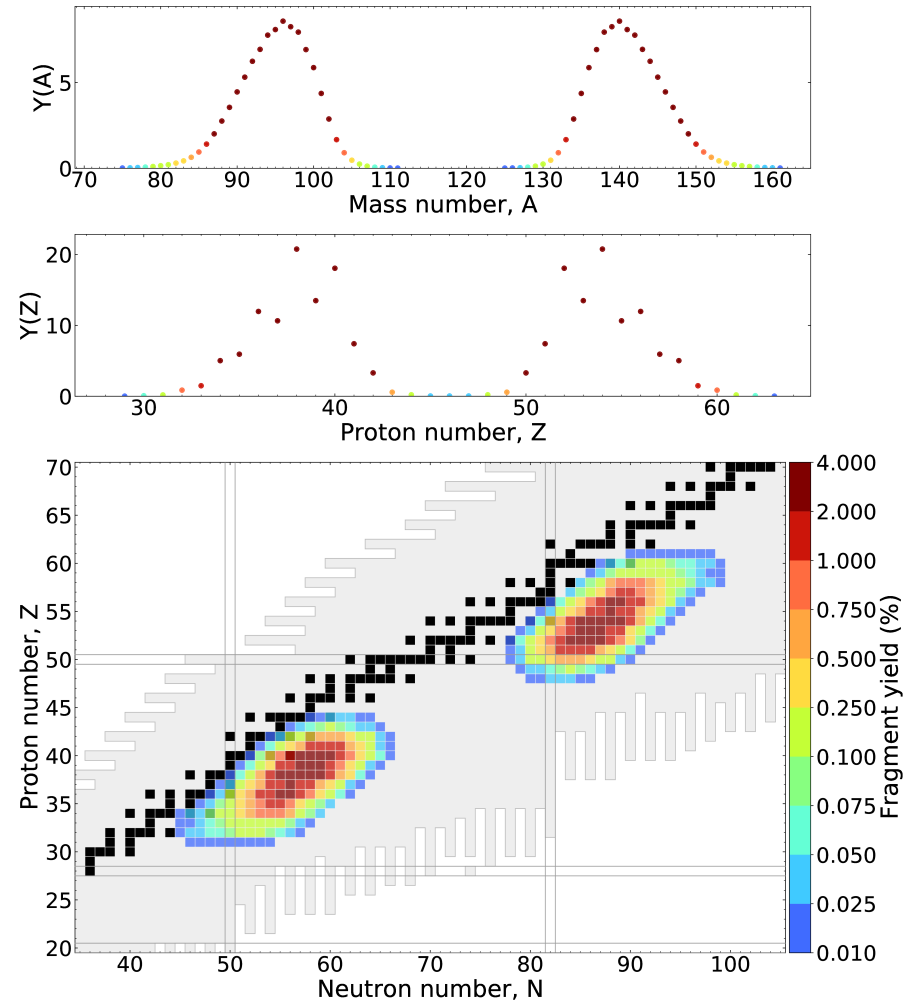 Y(A)
5
0
70 80 90 100 110 120 130 140 150 160
Mass number, A
Y(Z)
20
10
0
30 40 50 60
Proton number, Z
70
65
60
55
50
45
40
35
30
25
20
Proton number, Z
40 50 60 70 80 90 100
Neutron number, N
4.000
2.000
1.000
0.750
0.500
0.250
0.100
0.075
0.050
0.025
0.010
Fragment yield (%)